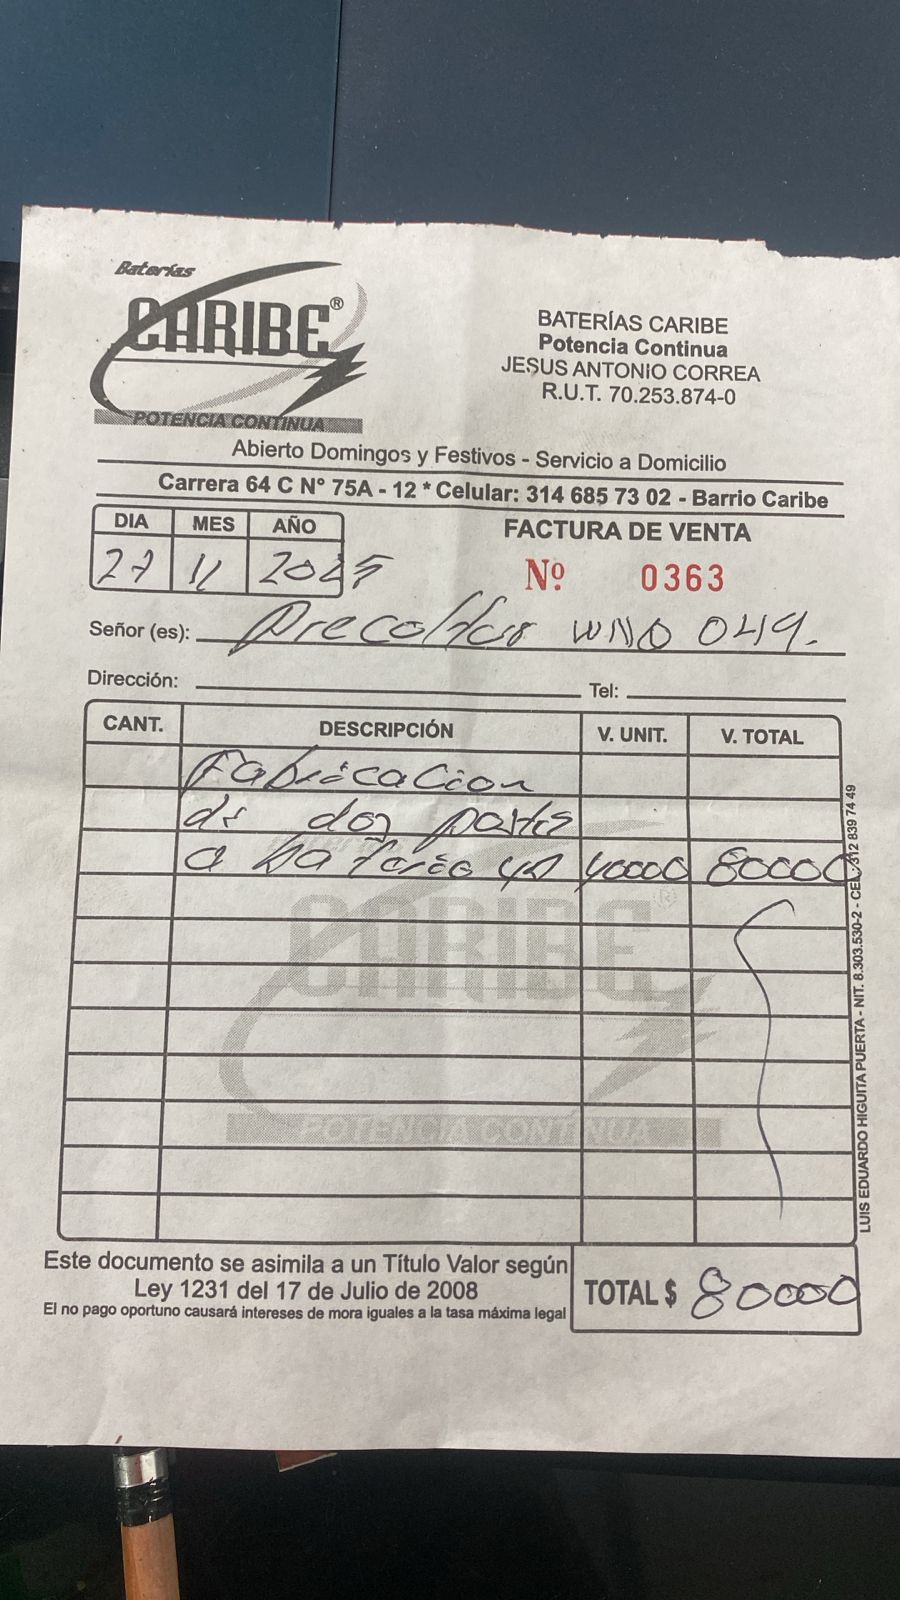 Baterías
CARIBE®
POTENCIA CONTINUA
BATERÍAS CARIBE
Potencia Continua
JESUS ANTONIO CORREA
R.U.T. 70.253.874-0
Abierto Domingos y Festivos - Servicio a Domicilio
Carrera 64 C N° 75A - 12 * Celular: 314 685 73 02 - Barrio Caribe
DIA MES AÑO
27 11 2025
FACTURA DE VENTA
Nº 0363
Señor (es): WNO 049.
Dirección: Tel:
CANT. DESCRIPCIÓN V. UNIT. V. TOTAL
Fabricacion
de dos
a bateria 4D 40000 80000
CARIBE®
POTENCIA CONTINUA
Este documento se asimila a un Título Valor según
Ley 1231 del 17 de Julio de 2008
El no pago oportuno causará intereses de mora iguales a la tasa máxima legal
TOTAL $ 80000
LUIS EDUARDO HIGUITA PUERTA - NIT. 8.303.530-2 - CEL: 312 839 74 49